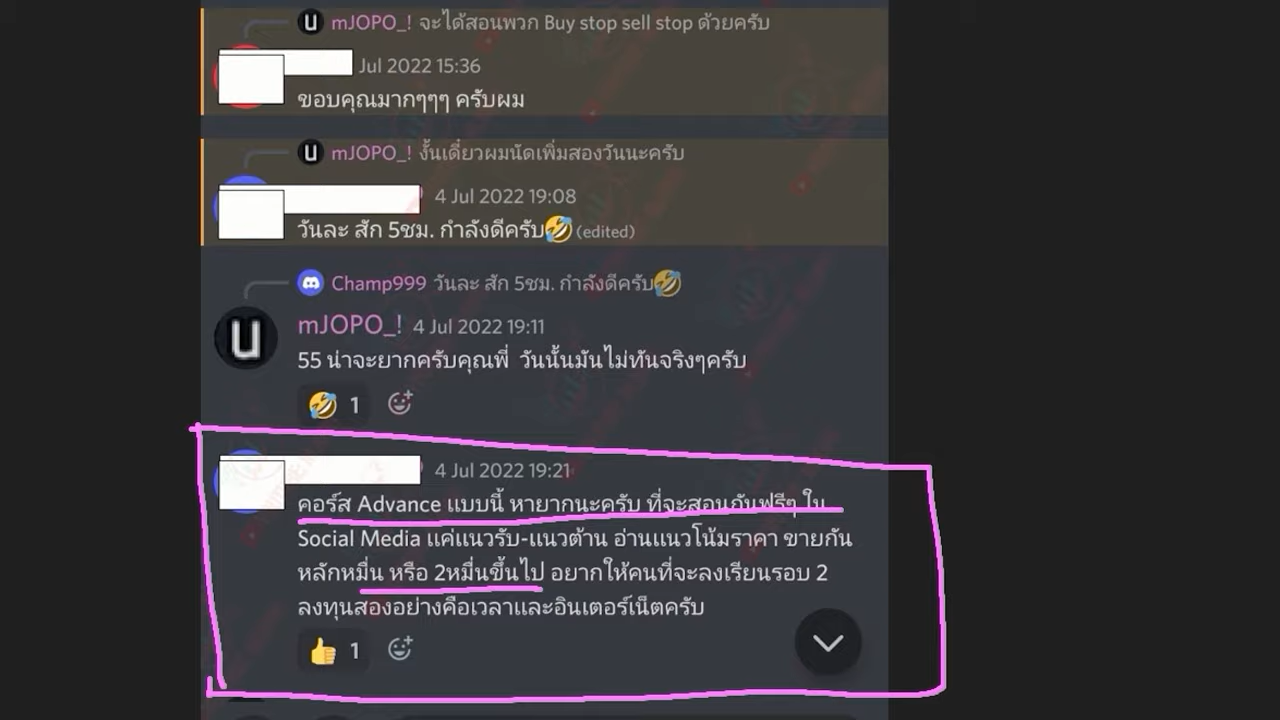 U mJOPO_! จะได้สอนพวก Buy stop sell stop ด้วยครับ
Jul 2022 15:36
ขอบคุณมากๆๆๆ ครับผม
U mJOPO_! งั้นเดี๋ยวผมนัดเพิ่มสองวันนะครับ
4 Jul 2022 19:08
วันละ สัก 5ชม. กำลังดีครับ🤣(edited)
Champ999 วันละ สัก 5ชม. กำลังดีครับ🤣
U
mJOPO_! 4 Jul 2022 19:11
55 น่าจะยากครับคุณพี่ วันนั้นมันไม่ทันจริงๆครับ
🤣 1
4 Jul 2022 19:21
คอร์ส Advance แบบนี้ หายากนะครับ ที่จะสอนกันฟรีๆ ใน
Social Media แค่แนวรับ-แนวต้าน อ่านแนวโน้มราคา ขายกัน
หลักหมื่น หรือ 2หมื่นขึ้นไป อยากให้คนที่จะลงเรียนรอบ 2
ลงทุนสองอย่างคือเวลาและอินเตอร์เน็ตครับ
👍 1